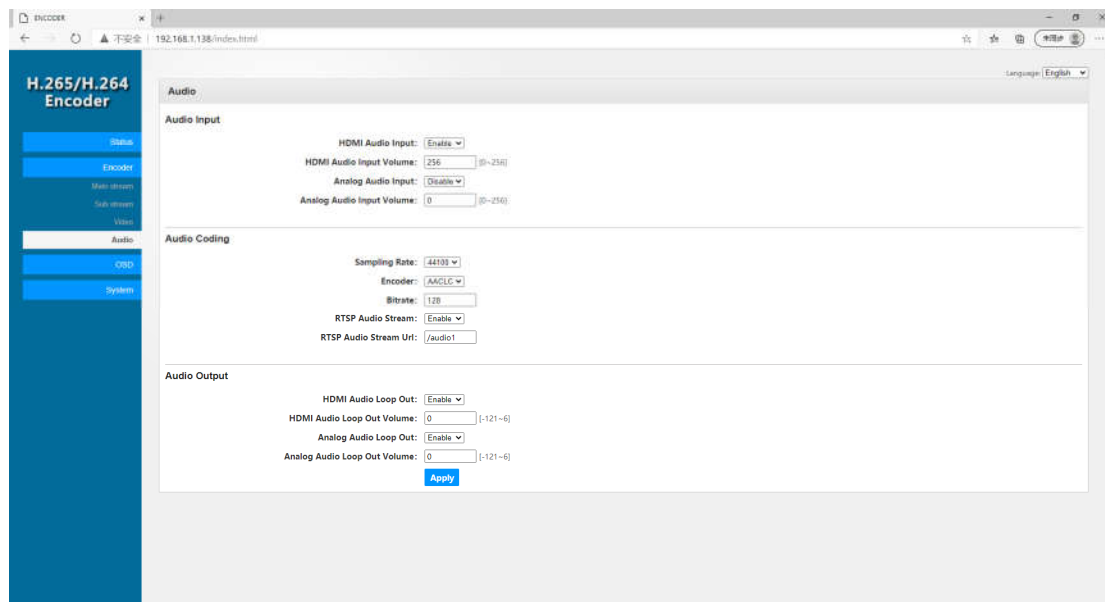 ENCODER
不安全 192.168.1.138/index.html
未同步
Language: English
H.265/H.264
Encoder
Status
Encoder
Main stream
Sub stream
Video
Audio
OSD
System
Audio
Audio Input
HDMI Audio Input: Enable
HDMI Audio Input Volume: 256 [0~256]
Analog Audio Input: Disable
Analog Audio Input Volume: 0 [0~256]
Audio Coding
Sampling Rate: 44100
Encoder: AACLC
Bitrate: 128
RTSP Audio Stream: Enable
RTSP Audio Stream Url: /audio1
Audio Output
HDMI Audio Loop Out: Enable
HDMI Audio Loop Out Volume: 0 [-121~6]
Analog Audio Loop Out: Enable
Analog Audio Loop Out Volume: 0 [-121~6]
Apply